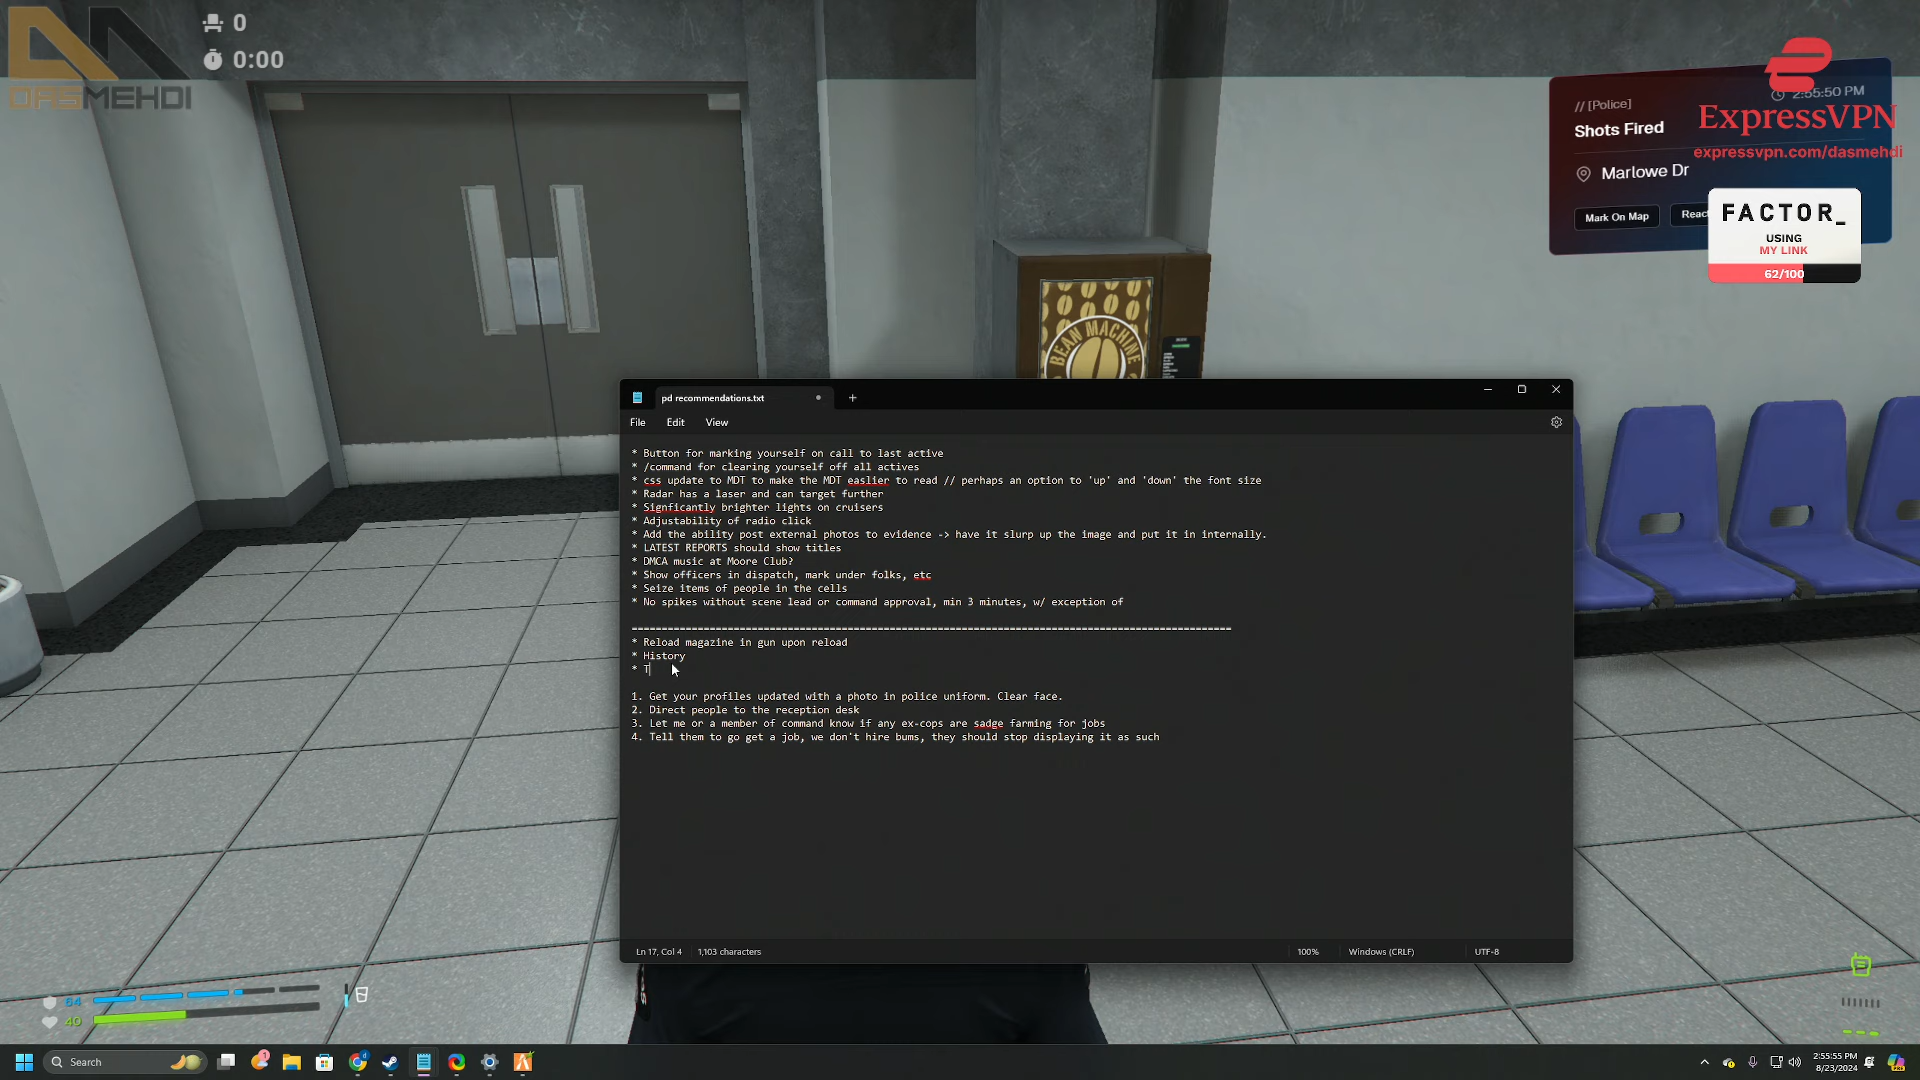 DASMEHDI
0
0:00
// [Police]
2:55:50 PM
Shots Fired
Marlowe Dr
Mark On Map
Reac
ExpressVPN
expressvpn.com/dasmehdi
FACTOR_
USING
MY LINK
62/100
BEAN MACHINE
pd recommendations.txt
File Edit View
* Button for marking yourself on call to last active
* /command for clearing yourself off all actives
* css update to MDT to make the MDT easlier to read // perhaps an option to 'up' and 'down' the font size
* Radar has a laser and can target further
* Signficantly brighter lights on cruisers
* Adjustability of radio click
* Add the ability post external photos to evidence -> have it slurp up the image and put it in internally.
* LATEST REPORTS should show titles
* DMCA music at Moore Club?
* Show officers in dispatch, mark under folks, etc
* Seize items of people in the cells
* No spikes without scene lead or command approval, min 3 minutes, w/ exception of
====================================================================================================
* Reload magazine in gun upon reload
* History
* T
1. Get your profiles updated with a photo in police uniform. Clear face.
2. Direct people to the reception desk
3. Let me or a member of command know if any ex-cops are sadge farming for jobs
4. Tell them to go get a job, we don't hire bums, they should stop displaying it as such
Ln 17, Col 4 1,103 characters 100% Windows (CRLF) UTF-8
64
40
Search
2:55:55 PM
8/23/2024